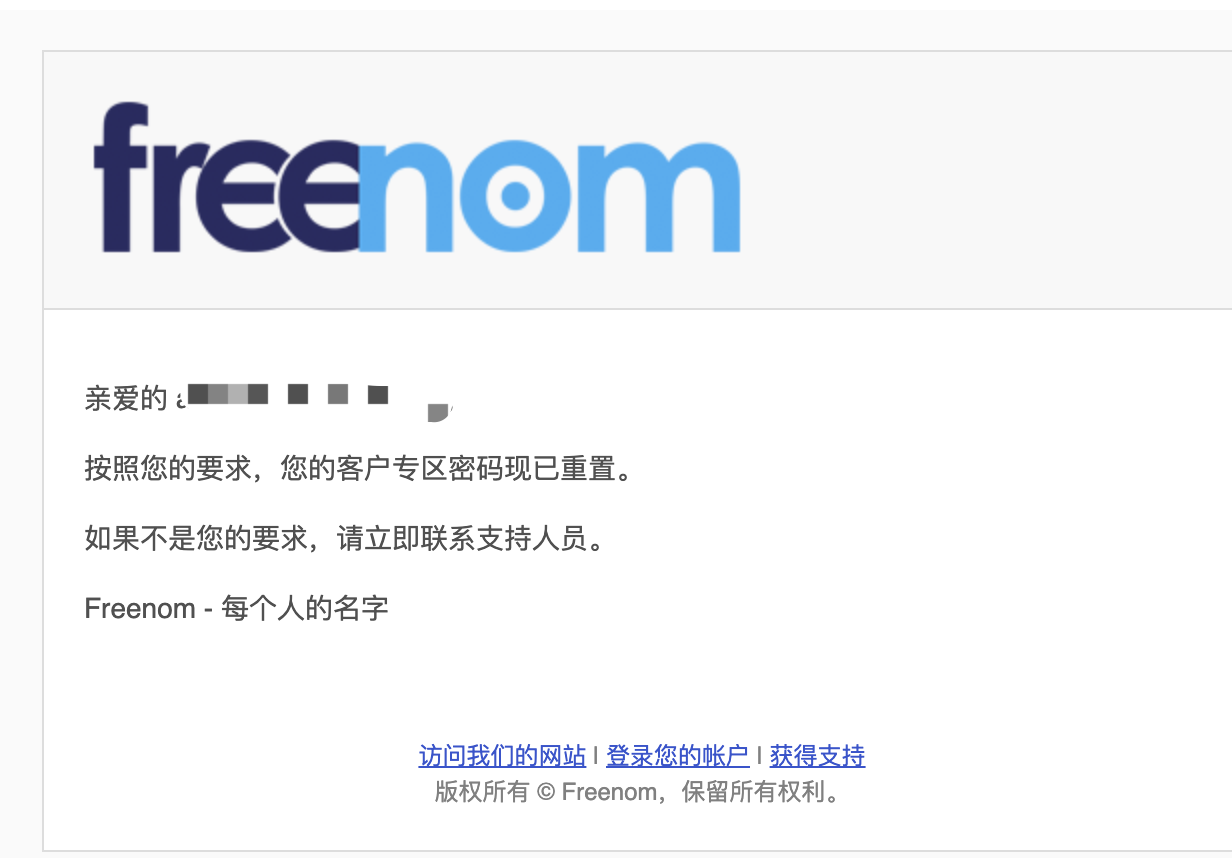 freenom
亲爱的
按照您的要求，您的客户专区密码现已重置。
如果不是您的要求，请立即联系支持人员。
Freenom - 每个人的名字
访问我们的网站 | 登录您的帐户 | 获得支持
版权所有 © Freenom，保留所有权利。